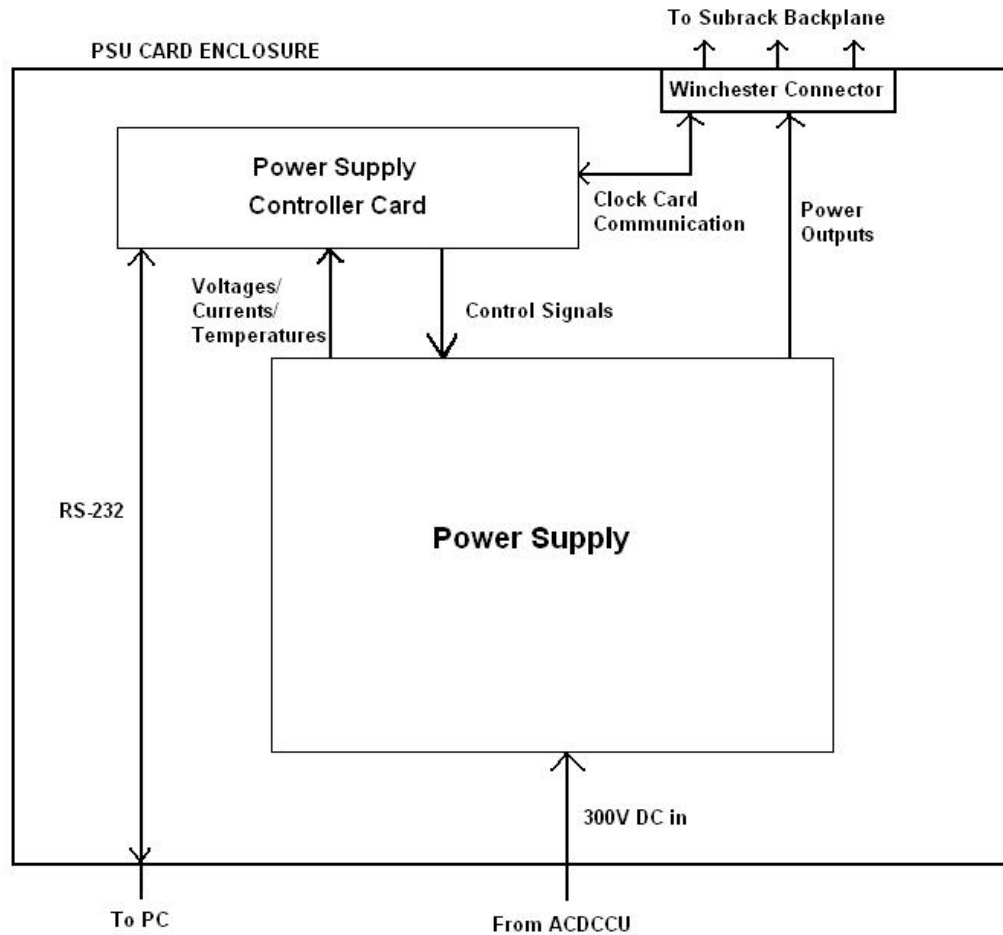 To Subrack Backplane
PSU CARD ENCLOSURE
Winchester Connector
Power Supply
Controller Card
Clock Card
Communication
Power
Outputs
Voltages/
Currents/
Temperatures
Control Signals
RS-232
Power Supply
300V DC in
To PC
From ACDCCU